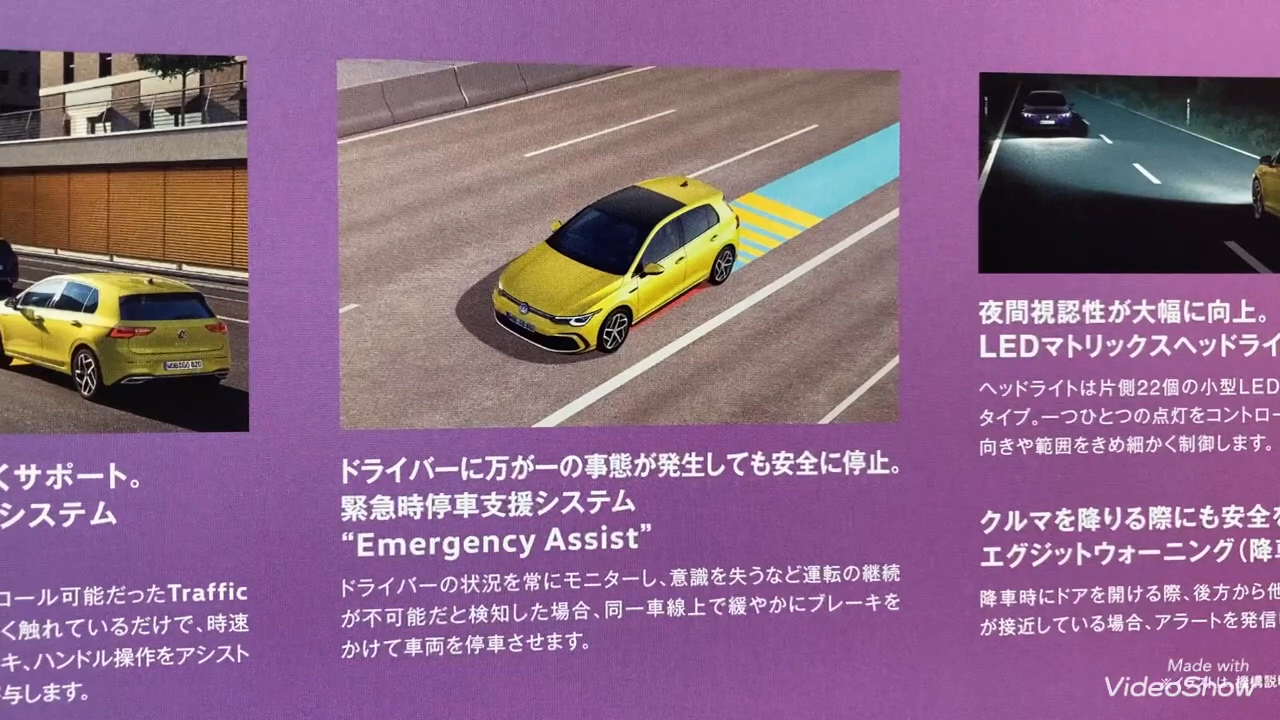 くサポート。
システム
コール可能だったTraffic
く触れているだけで、時速
キ、ハンドル操作をアシスト
与します。
ドライバーに万が一の事態が発生しても安全に停止。
緊急時停車支援システム
“Emergency Assist”
ドライバーの状況を常にモニターし、意識を失うなど運転の継続
が不可能だと検知した場合、同一車線上で緩やかにブレーキを
かけて車両を停車させます。
夜間視認性が大幅に向上。
LEDマトリックスヘッドライ
ヘッドライトは片側22個の小型LED
タイプ。一つひとつの点灯をコントロー
向きや範囲をきめ細かく制御します。
クルマを降りる際にも安全を
エグジットウォーニング(降車
降車時にドアを開ける際、後方から他
が接近している場合、アラートを発信
Made with
VideoShow